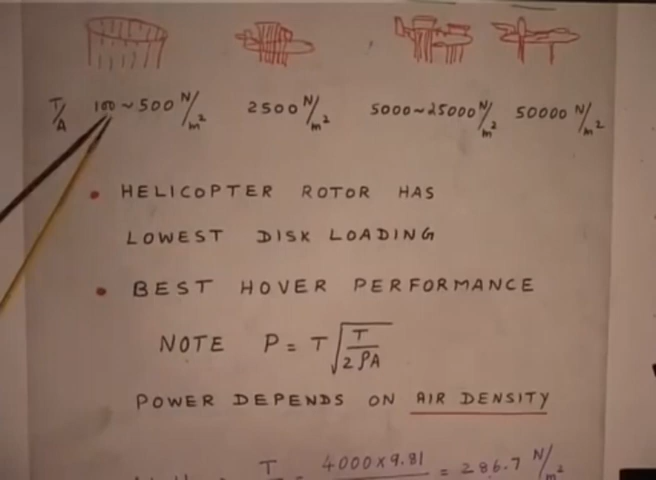 T/A 100 ~ 500 N/m² 2500 N/m² 5000 ~ 25000 N/m² 50000 N/m²
• HELICOPTER ROTOR HAS
LOWEST DISK LOADING
• BEST HOVER PERFORMANCE
NOTE P = T √(T/2ρA)
POWER DEPENDS ON AIR DENSITY
T 4000 × 9.81 = 286.7 N/m²